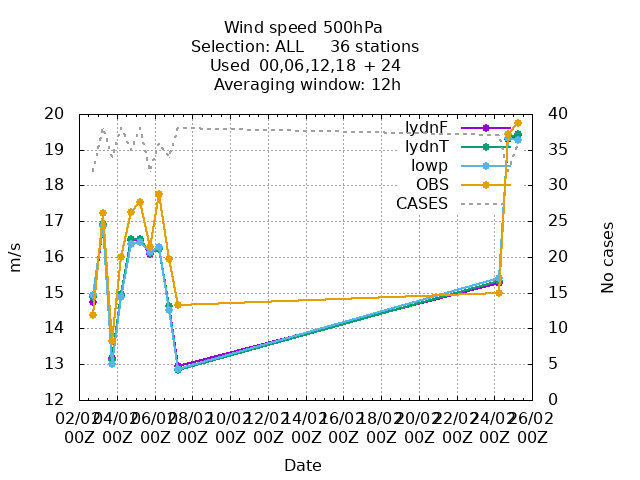 Wind speed 500hPa
Selection: ALL 36 stations
Used 00,06,12,18 + 24
Averaging window: 12h
20 40
19 35
18 30
17 25
16 20
15 15
14 10
13 5
12 0
lydnF
lydnT
lowp
OBS
CASES
m/s
No cases
02/02 04/02 06/02 08/02 10/02 12/02 14/02 16/02 18/02 20/02 22/02 24/02 26/02
00Z 00Z 00Z 00Z 00Z 00Z 00Z 00Z 00Z 00Z 00Z 00Z 00Z
Date